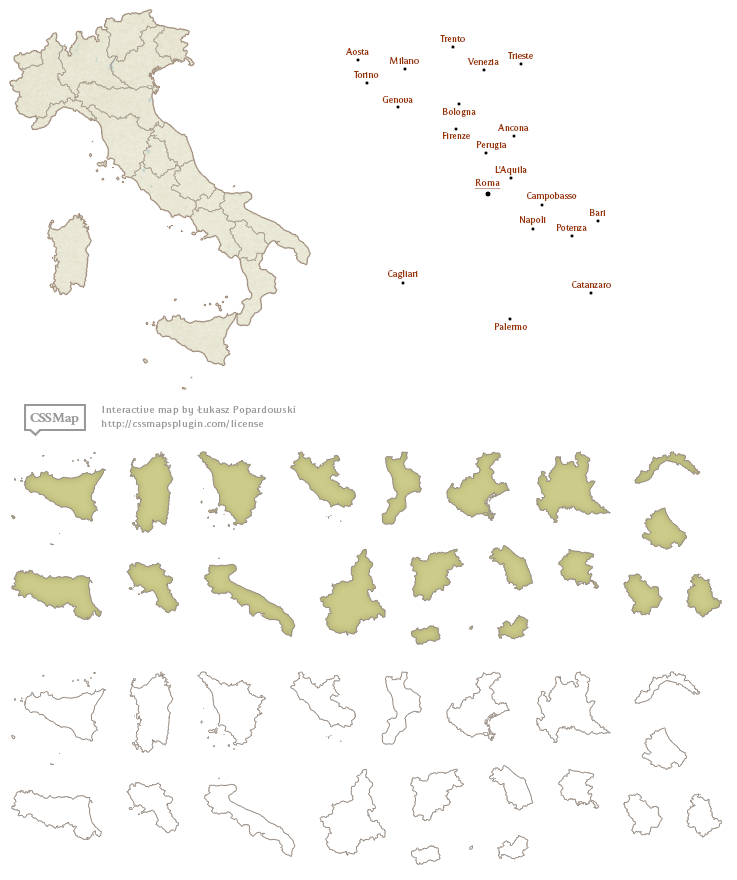 Trento
Aosta
Milano
Venezia
Trieste
Torino
Genova
Bologna
Firenze
Ancona
Perugia
L'Aquila
Roma
Campobasso
Napoli
Bari
Potenza
Cagliari
Catanzaro
Palermo
CSSMap
Interactive map by Łukasz Popardowski
http://cssmapsplugin.com/license